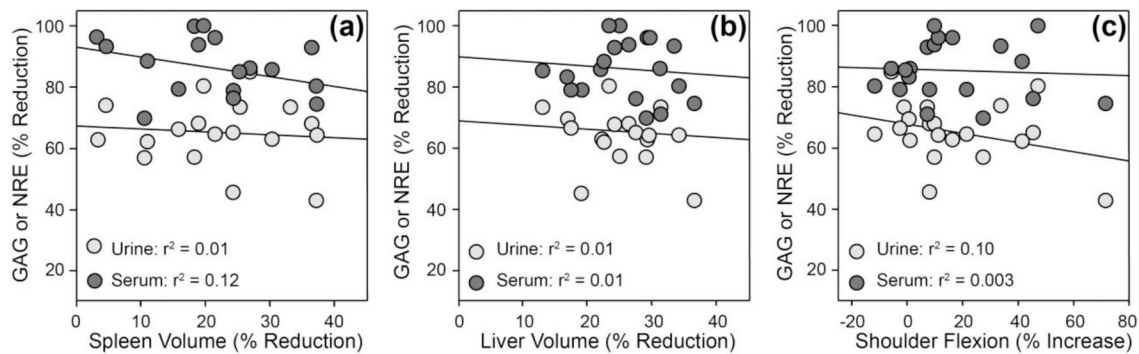 (a)
GAG or NRE (% Reduction)
100
80
60
40
20
Urine: r² = 0.01
Serum: r² = 0.12
0 10 20 30 40
Spleen Volume (% Reduction)
(b)
GAG or NRE (% Reduction)
100
80
60
40
20
Urine: r² = 0.01
Serum: r² = 0.01
0 10 20 30 40
Liver Volume (% Reduction)
(c)
GAG or NRE (% Reduction)
100
80
60
40
20
Urine: r² = 0.10
Serum: r² = 0.003
-20 0 20 40 60 80
Shoulder Flexion (% Increase)